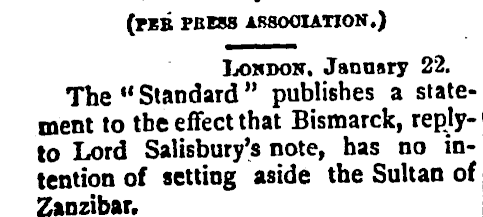 (PER PRESS ASSOCIATION.)
LONDON, January 22.
The "Standard" publishes a state-
ment to the effect that Bismarck, reply-
to Lord Salisbury's note, has no in-
tention of setting aside the Sultan of
Zanzibar.